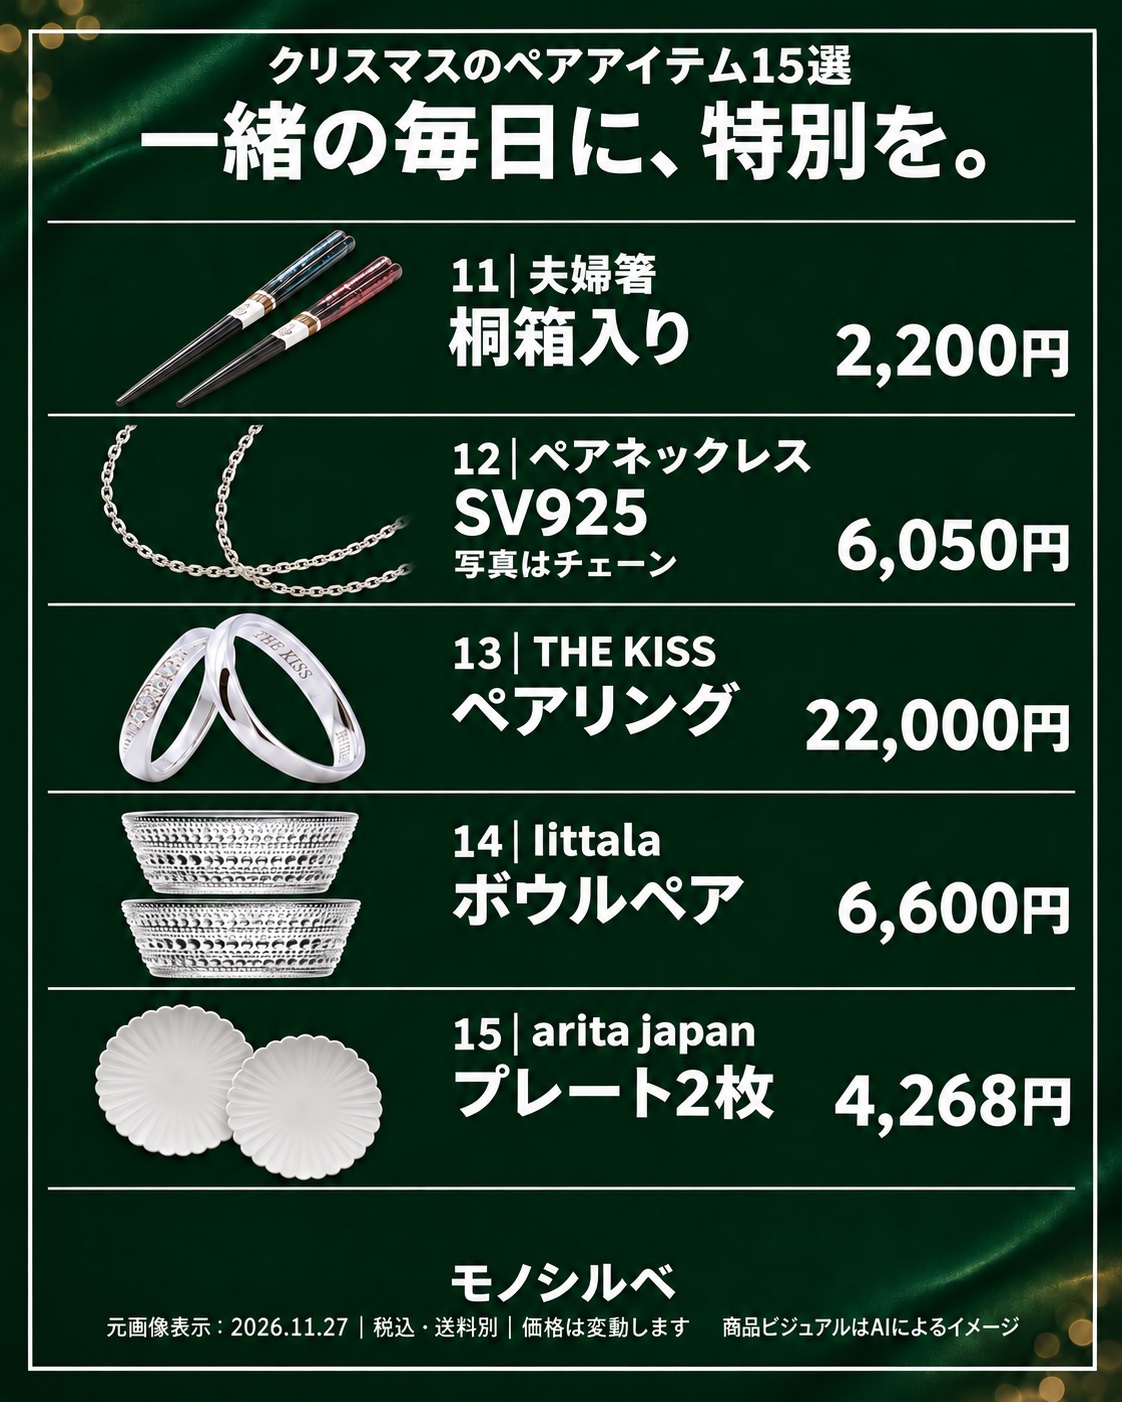 クリスマスのペアアイテム15選
一緒の毎日に、特別を。
11｜夫婦箸
桐箱入り
2,200円
12｜ペアネックレス
SV925
写真はチェーン
6,050円
THE KISS
13｜THE KISS
ペアリング
22,000円
14｜Iittala
ボウルペア
6,600円
15｜arita japan
プレート2枚
4,268円
モノシルベ
元画像表示：2026.11.27｜税込・送料別｜価格は変動します　商品ビジュアルはAIによるイメージ